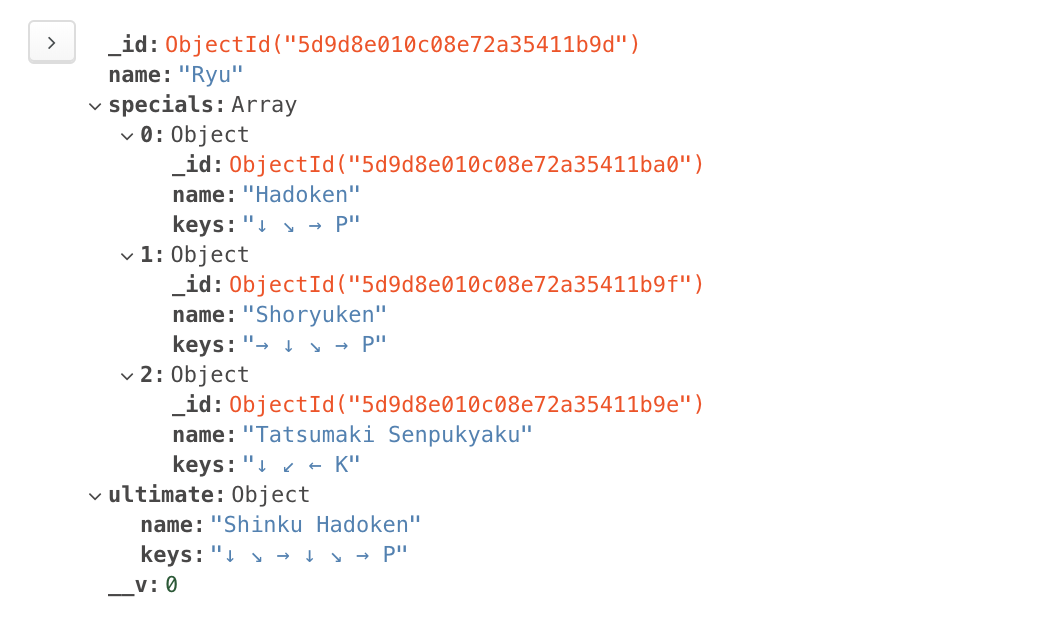 _id: ObjectId("5d9d8e010c08e72a35411b9d")
name: "Ryu"
specials: Array
0: Object
_id: ObjectId("5d9d8e010c08e72a35411ba0")
name: "Hadoken"
keys: "↓ ↘ → P"
1: Object
_id: ObjectId("5d9d8e010c08e72a35411b9f")
name: "Shoryuken"
keys: "→ ↓ ↘ → P"
2: Object
_id: ObjectId("5d9d8e010c08e72a35411b9e")
name: "Tatsumaki Senpukyaku"
keys: "↓ ↙ ← K"
ultimate: Object
name: "Shinku Hadoken"
keys: "↓ ↘ → ↓ ↘ → P"
__v: 0